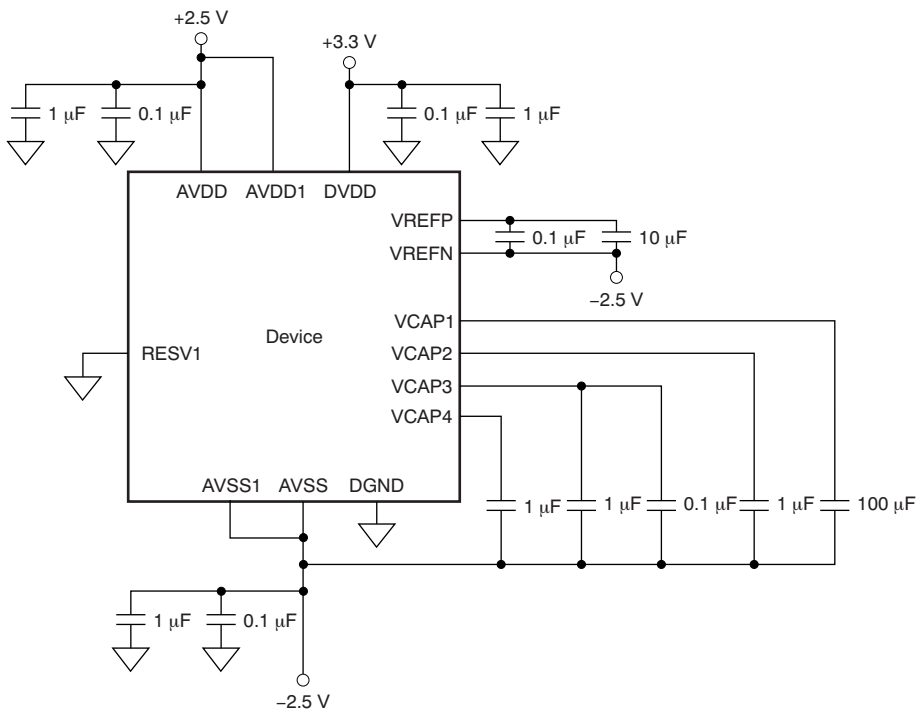 +2.5 V
+3.3 V
1 μF
0.1 μF
0.1 μF
1 μF
AVDD
AVDD1
DVDD
VREFP
VREFN
0.1 μF
10 μF
−2.5 V
VCAP1
RESV1
Device
VCAP2
VCAP3
VCAP4
AVSS1
AVSS
DGND
1 μF
1 μF
0.1 μF
1 μF
100 μF
1 μF
0.1 μF
−2.5 V